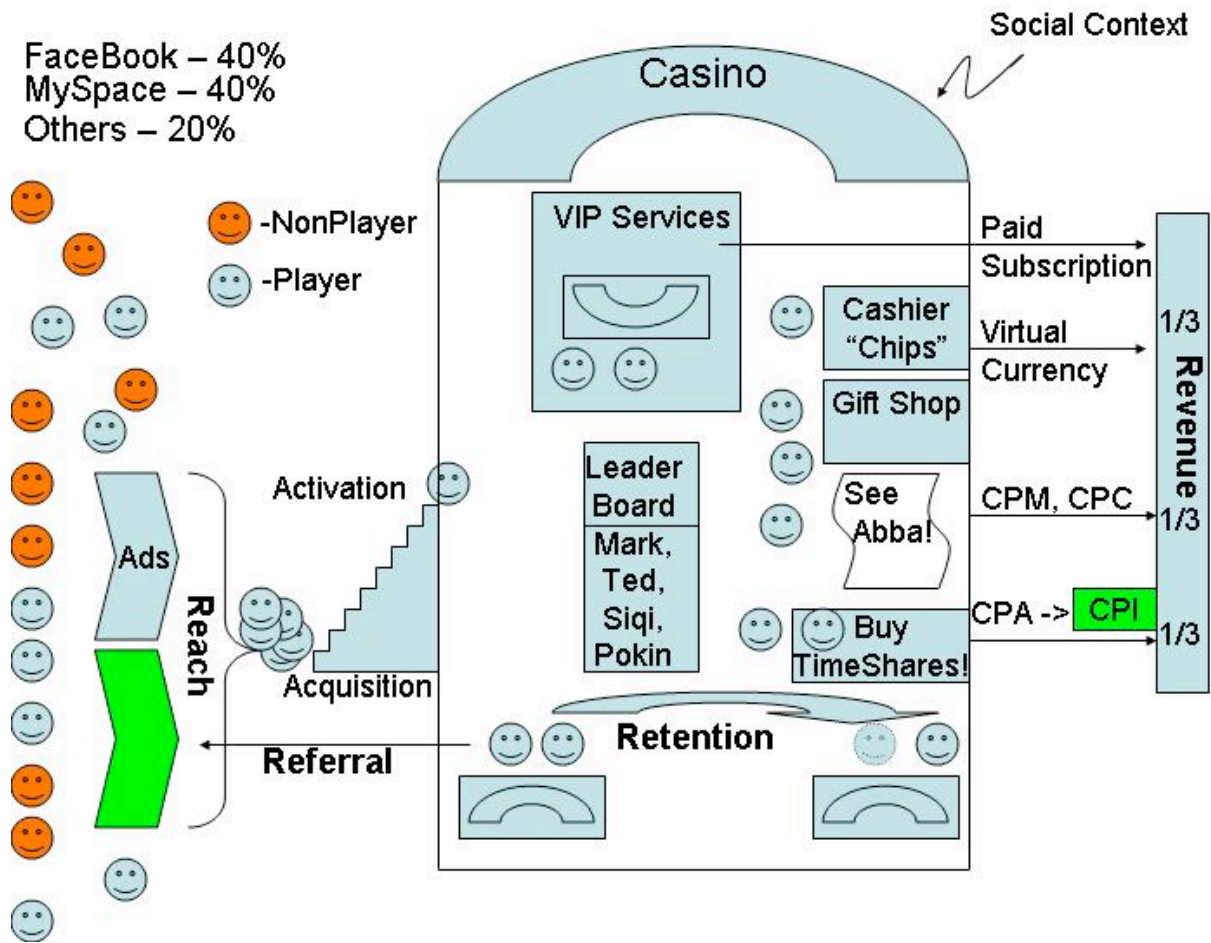 FaceBook – 40%
MySpace – 40%
Others – 20%
Social Context
Casino
-NonPlayer
-Player
VIP Services
Paid
Subscription
Cashier
“Chips”
Virtual
Currency
1/3
Gift Shop
Revenue
Activation
Leader
Board
Mark,
Ted,
Siqi,
Pokin
See
Abba!
CPM, CPC
1/3
Ads
Reach
CPA -> CPI
Buy
TimeShares!
1/3
Acquisition
Retention
Referral